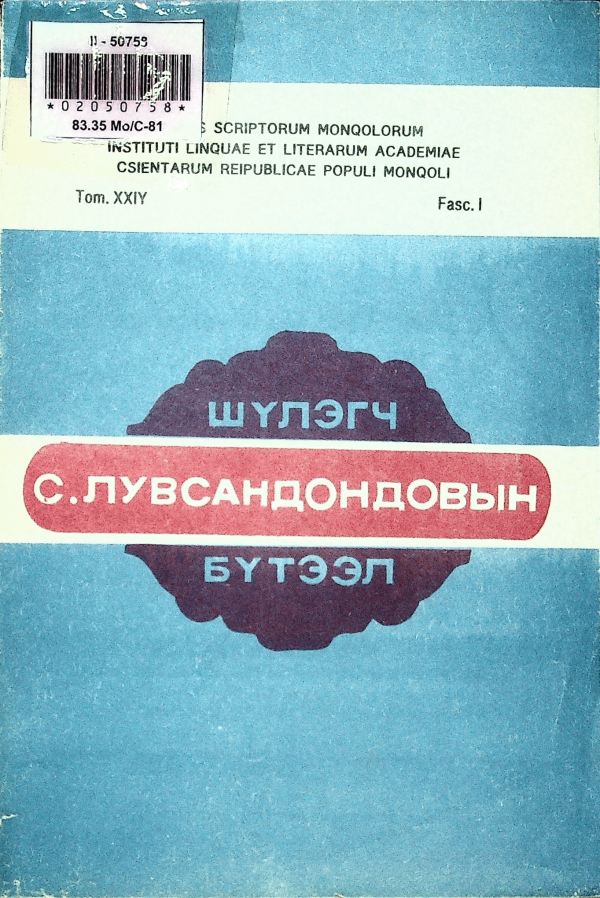 II - 50758
*02050758*
83.35 Mo/C-81
S SCRIPTORUM MONQOLORUM
INSTITUTI LINQUAE ET LITERARUM ACADEMIAE
CSIENTARUM REIPUBLICAE POPULI MONQOLI
Tom. XXIY
Fasc. I
ШҮЛЭГЧ
С.ЛУВСАНДОНДОВЫН
БҮТЭЭЛ